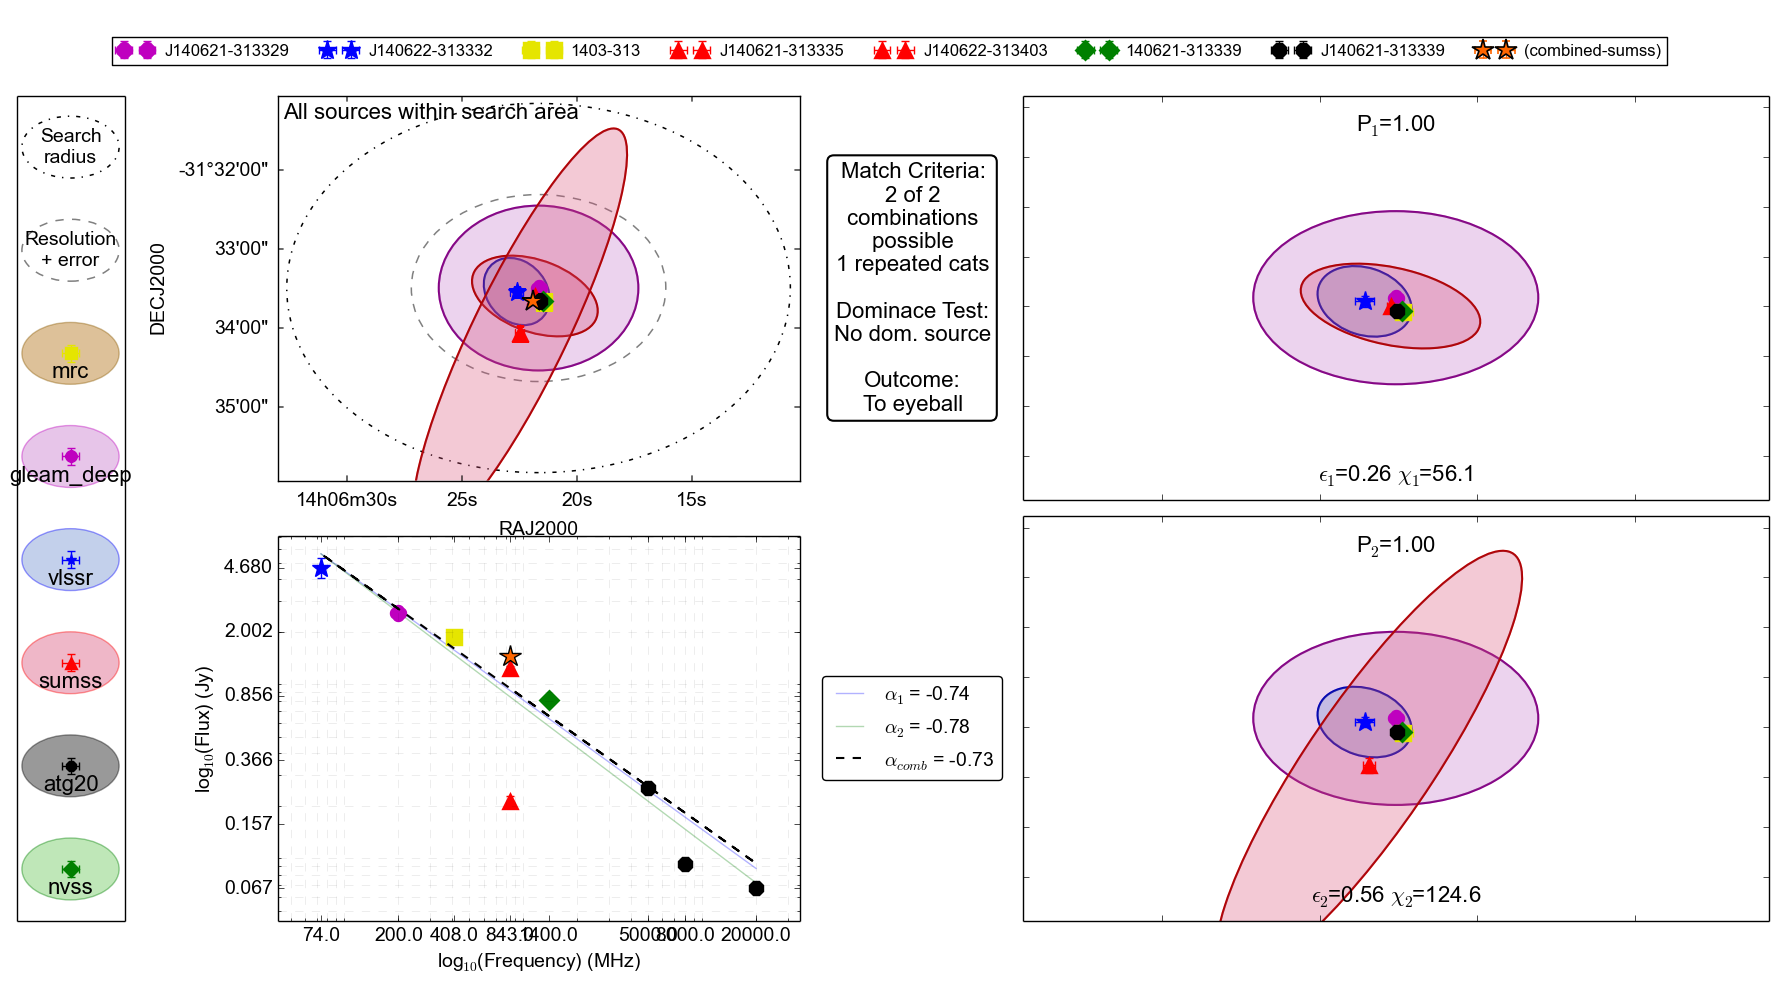 J140621-313329 J140622-313332 1403-313 J140621-313335 J140622-313403 140621-313339 J140621-313339 (combined-sumss)
Search
radius
Resolution
+ error
mrc
gleam_deep
vlssr
sumss
atg20
nvss
All sources within search area
DECJ2000
-31°32'00"
33'00"
34'00"
35'00"
14h06m30s 25s 20s 15s
RAJ2000
Match Criteria:
2 of 2
combinations
possible
1 repeated cats
Dominace Test:
No dom. source
Outcome:
To eyeball
P1=1.00
ϵ1=0.26 χ1=56.1
P2=1.00
ϵ2=0.56 χ2=124.6
log10(Flux) (Jy)
4.680
2.002
0.856
0.366
0.157
0.067
74.0 200.0 408.0 843.0 1400.0 5000.0 8000.0 20000.0
log10(Frequency) (MHz)
α1 = -0.74
α2 = -0.78
αcomb = -0.73